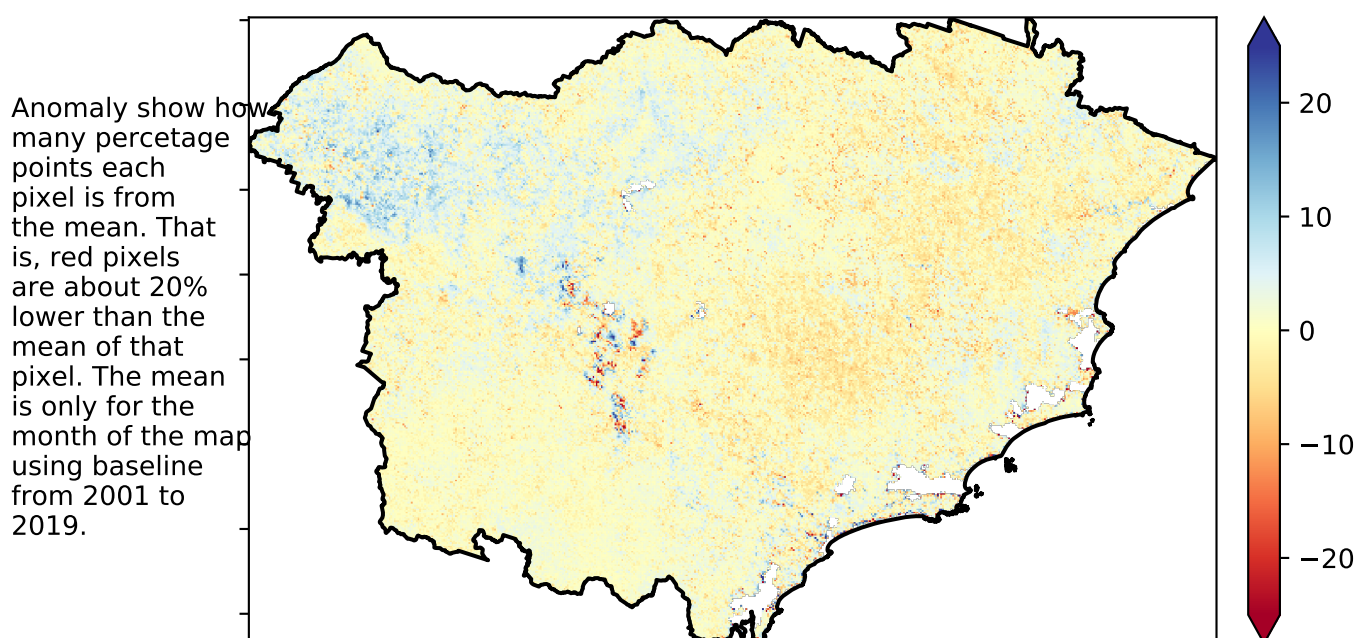 Anomaly show how
many percetage
points each
pixel is from
the mean. That
is, red pixels
are about 20%
lower than the
mean of that
pixel. The mean
is only for the
month of the map
using baseline
from 2001 to
2019.
20
10
0
−10
−20